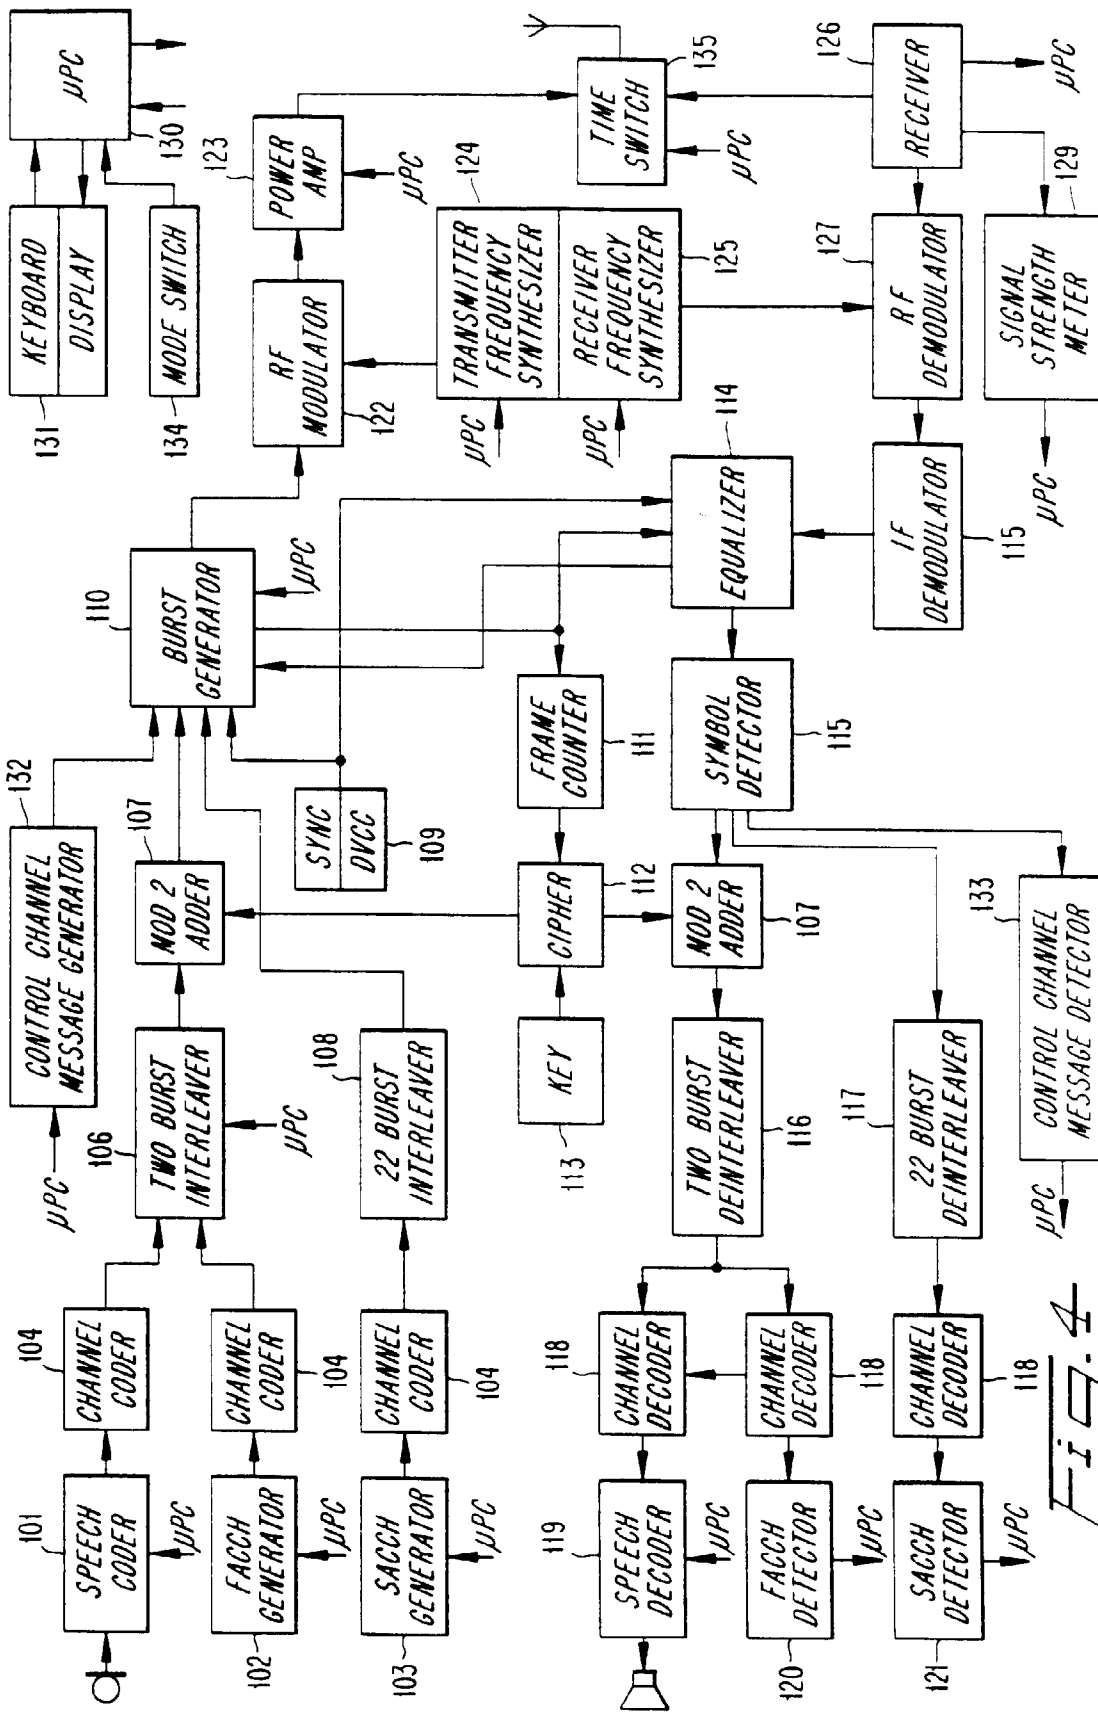 101
SPEECH
CODER
µPC
104
CHANNEL
CODER
102
FACCH
GENERATOR
µPC
CHANNEL
CODER
104
103
SACCH
GENERATOR
µPC
CHANNEL
CODER
104
µPC
CONTROL CHANNEL
MESSAGE GENERATOR
132
106
TWO BURST
INTERLEAVER
µPC
107
MOD 2
ADDER
108
22 BURST
INTERLEAVER
SYNC
DVCC
109
110
BURST
GENERATOR
µPC
RF
MODULATOR
122
123
POWER
AMP
µPC
KEYBOARD
DISPLAY
131
MODE SWITCH
134
µPC
130
TRANSMITTER
FREQUENCY
SYNTHESIZER
124
RECEIVER
FREQUENCY
SYNTHESIZER
125
µPC
µPC
TIME
SWITCH
135
µPC
126
RECEIVER
µPC
127
RF
DEMODULATOR
SIGNAL
STRENGTH
METER
129
µPC
IF
DEMODULATOR
115
114
EQUALIZER
SYMBOL
DETECTOR
115
FRAME
COUNTER
111
CIPHER
112
KEY
113
MOD 2
ADDER
107
TWO BURST
DEINTERLEAVER
116
117
22 BURST
DEINTERLEAVER
133
CONTROL CHANNEL
MESSAGE DETECTOR
µPC
118
CHANNEL
DECODER
CHANNEL
DECODER
118
CHANNEL
DECODER
118
119
SPEECH
DECODER
µPC
FACCH
DETECTOR
120
µPC
SACCH
DETECTOR
121
µPC
Fig. 4